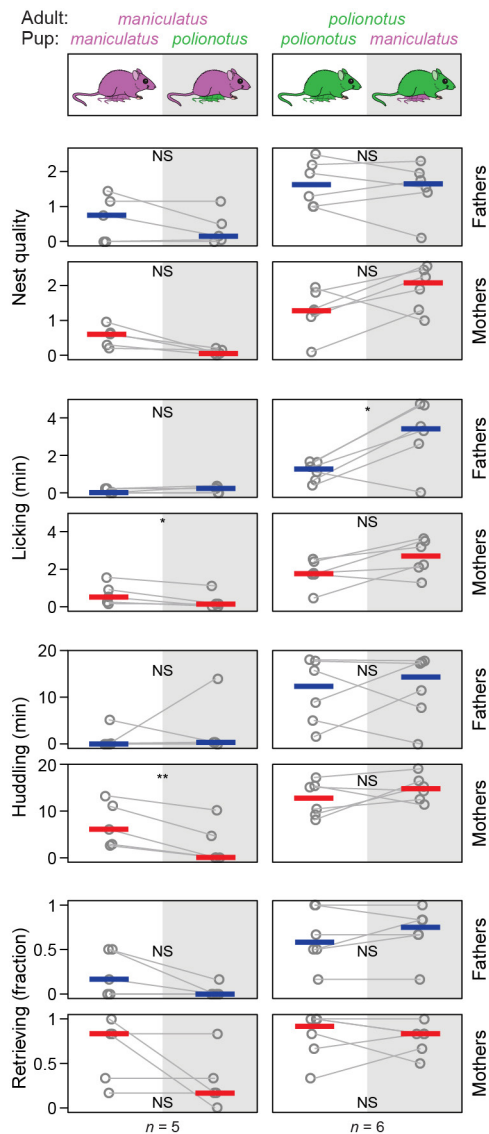 Adult: maniculatus polionotus
Pup: maniculatus polionotus polionotus maniculatus
Nest quality
2 NS NS Fathers
1
0
2 NS NS Mothers
1
0
Licking (min)
4 NS * Fathers
2
0
4 * NS Mothers
2
0
Huddling (min)
20 NS NS Fathers
10
0
20 ** NS Mothers
10
0
Retrieving (fraction)
1 Fathers
0.5 NS NS
0
1 Mothers
0.5
0 NS NS
n = 5 n = 6